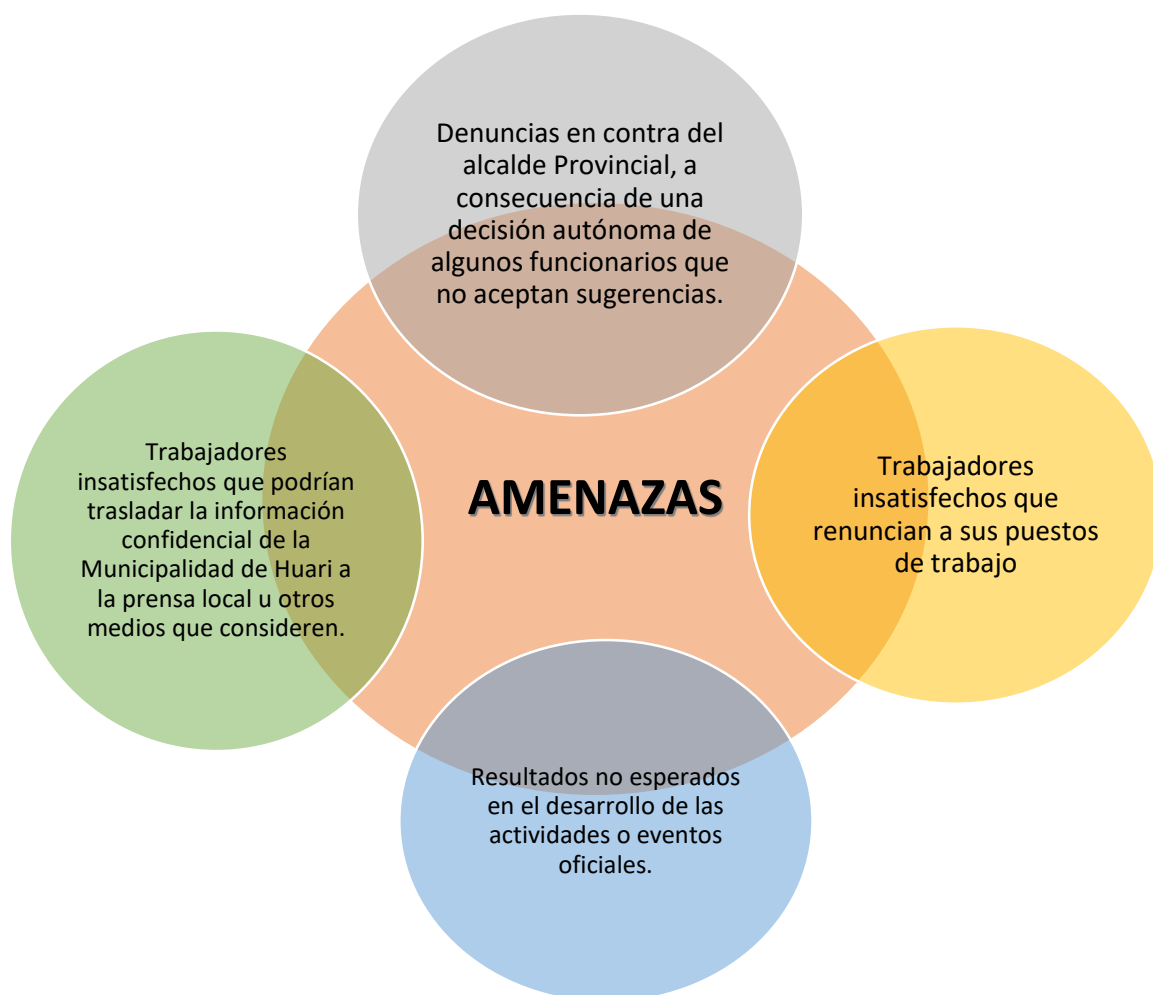 Denuncias en contra del
alcalde Provincial, a
consecuencia de una
decisión autónoma de
algunos funcionarios que
no aceptan sugerencias.
Trabajadores
insatisfechos que podrían
trasladar la información
confidencial de la
Municipalidad de Huari a
la prensa local u otros
medios que consideren.
AMENAZAS
Trabajadores
insatisfechos que
renuncian a sus puestos
de trabajo
Resultados no esperados
en el desarrollo de las
actividades o eventos
oficiales.